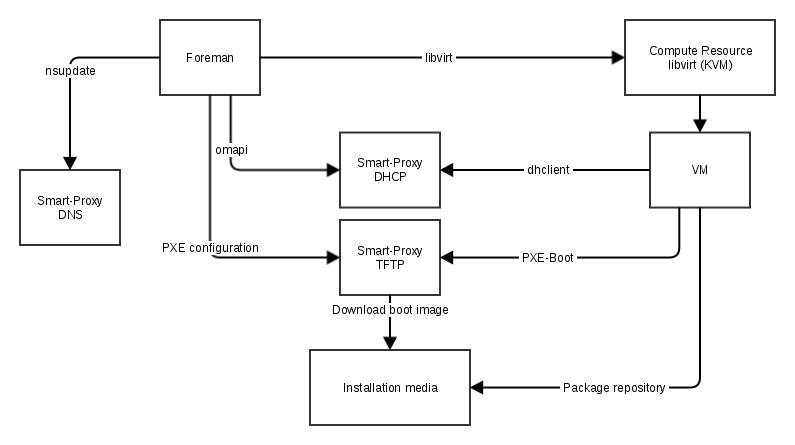 Foreman
libvirt
Compute Resource
libvirt (KVM)
nsupdate
omapi
Smart-Proxy
DHCP
dhclient
VM
Smart-Proxy
DNS
PXE configuration
Smart-Proxy
TFTP
PXE-Boot
Download boot image
Installation media
Package repository